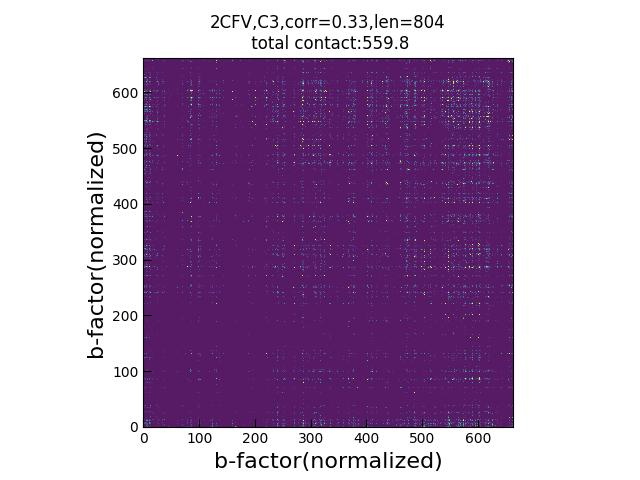 2CFV,C3,corr=0.33,len=804
total contact:559.8
b-factor(normalized)
600
500
400
300
200
100
0
0 100 200 300 400 500 600
b-factor(normalized)